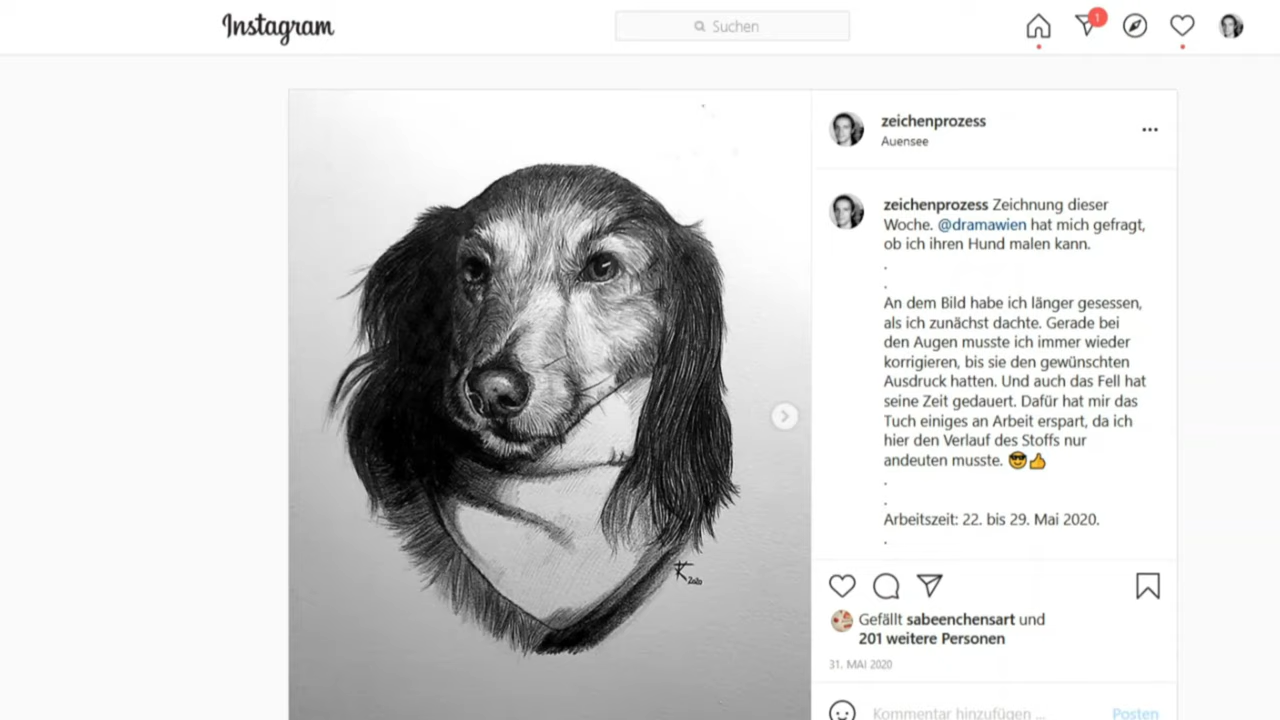 Instagram
Suchen
1
zeichenprozess
Auensee
zeichenprozess Zeichnung dieser
Woche. @dramawien hat mich gefragt,
ob ich ihren Hund malen kann.
.
.
An dem Bild habe ich länger gesessen,
als ich zunächst dachte. Gerade bei
den Augen musste ich immer wieder
korrigieren, bis sie den gewünschten
Ausdruck hatten. Und auch das Fell hat
seine Zeit gedauert. Dafür hat mir das
Tuch einiges an Arbeit erspart, da ich
hier den Verlauf des Stoffs nur
andeuten musste. 😎👍
.
.
Arbeitszeit: 22. bis 29. Mai 2020.
.
K
2020
Gefällt sabeenchensart und
201 weitere Personen
31. MAI 2020
Kommentar hinzufügen ...
Posten